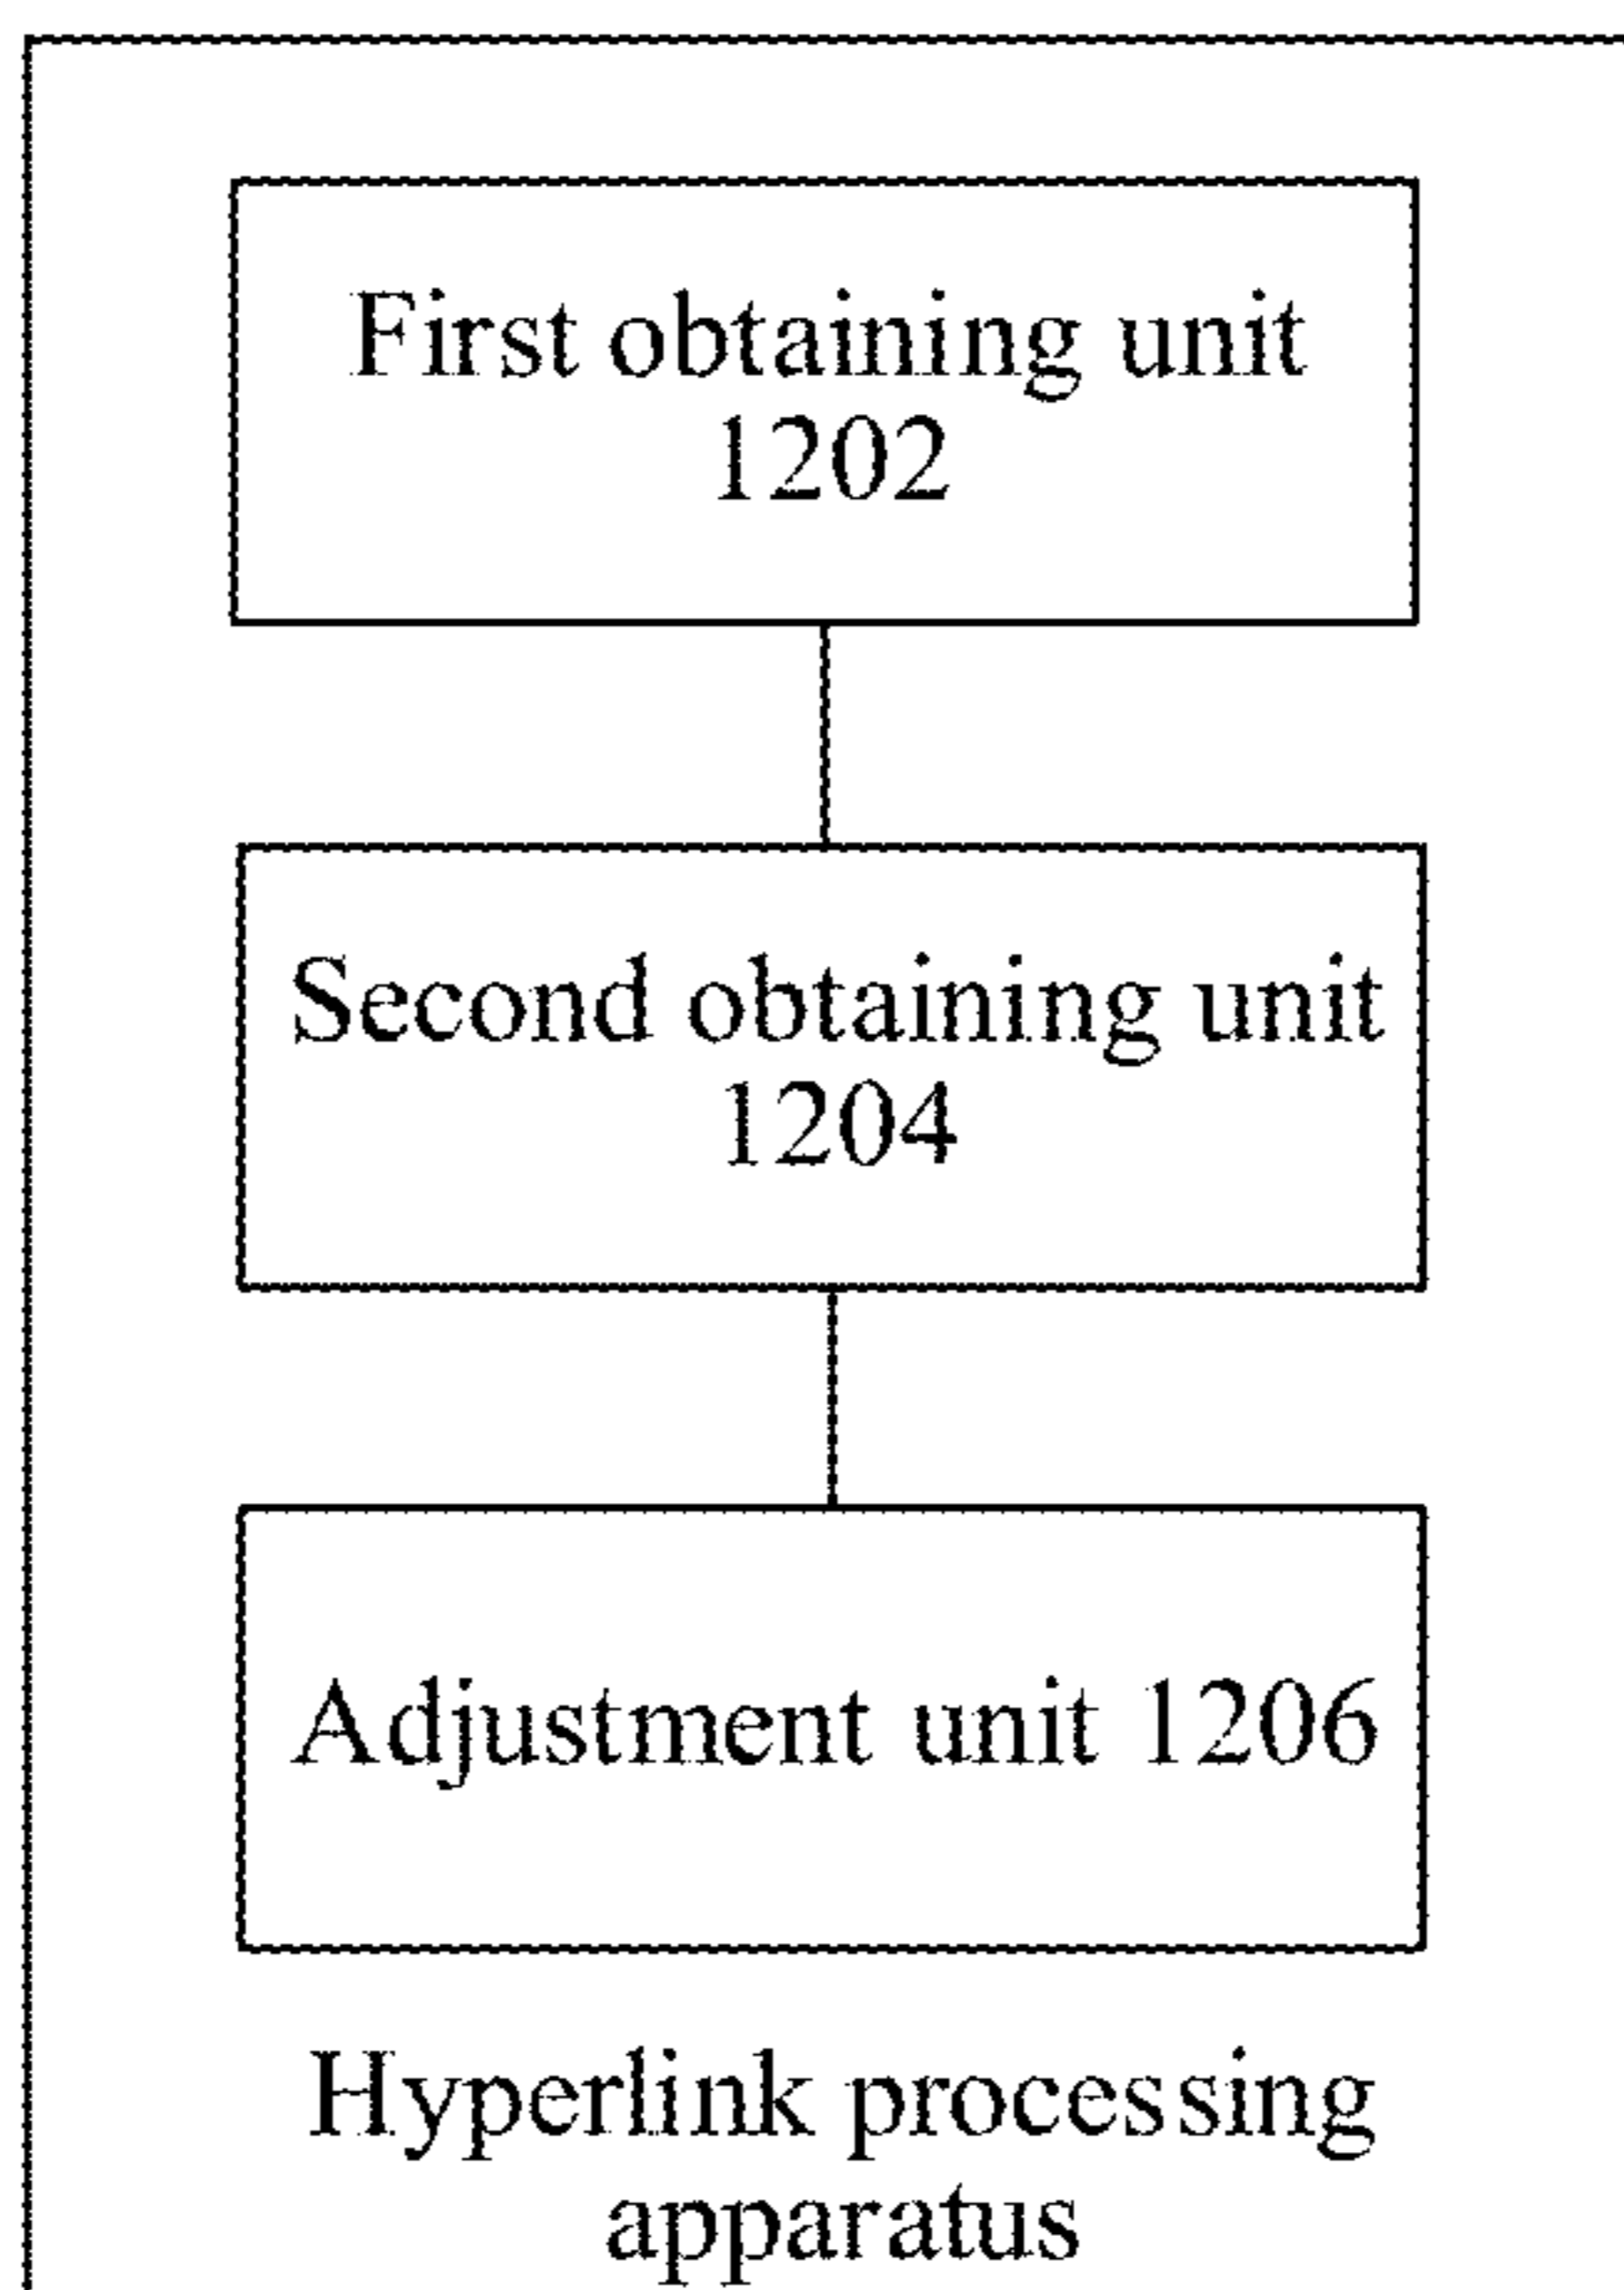 First obtaining unit
1202
Second obtaining unit
1204
Adjustment unit 1206
Hyperlink processing
apparatus